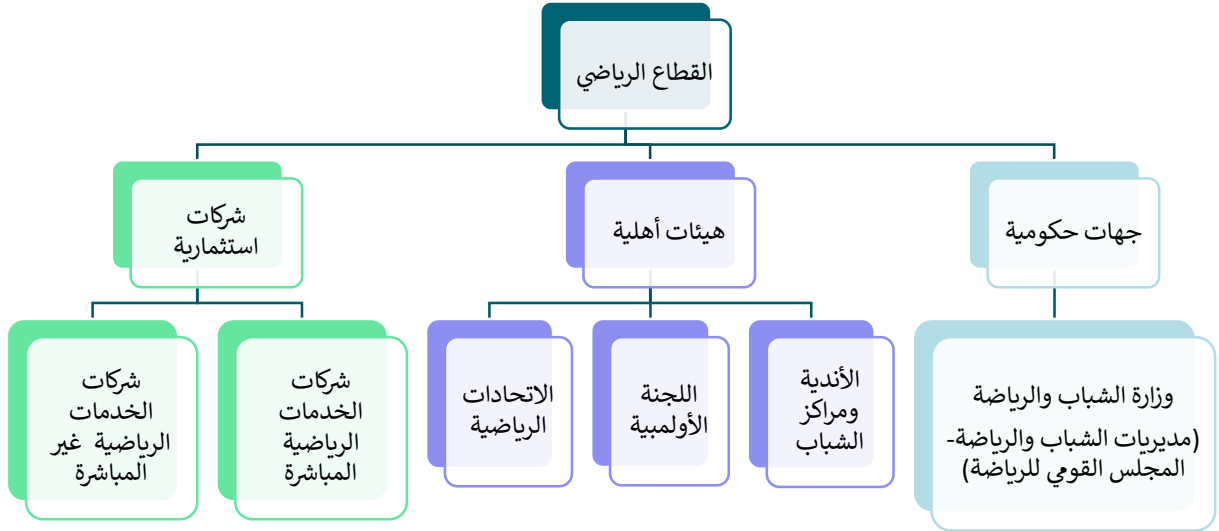 القطاع الرياضي
جهات حكومية
هيئات أهلية
شركات
استثمارية
وزارة الشباب والرياضة
(مديريات الشباب والرياضة-
المجلس القومي للرياضة)
الأندية
ومراكز
الشباب
اللجنة
الأولمبية
الاتحادات
الرياضية
شركات
الخدمات
الرياضية
المباشرة
شركات
الخدمات
الرياضية غير
المباشرة